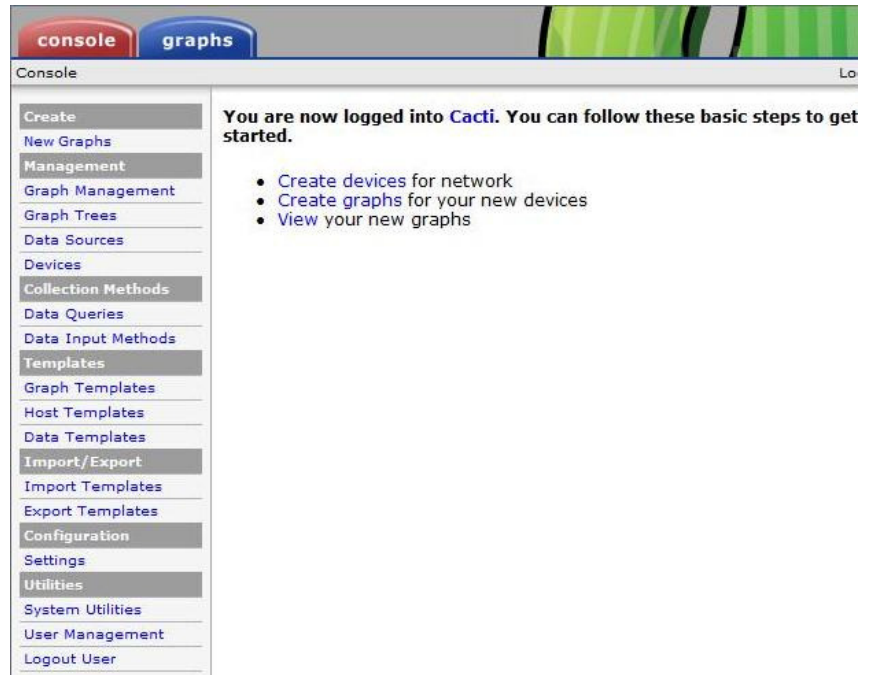 console graphs
Console Lo
Create
New Graphs
Management
Graph Management
Graph Trees
Data Sources
Devices
Collection Methods
Data Queries
Data Input Methods
Templates
Graph Templates
Host Templates
Data Templates
Import/Export
Import Templates
Export Templates
Configuration
Settings
Utilities
System Utilities
User Management
Logout User
You are now logged into Cacti. You can follow these basic steps to get
started.
• Create devices for network
• Create graphs for your new devices
• View your new graphs